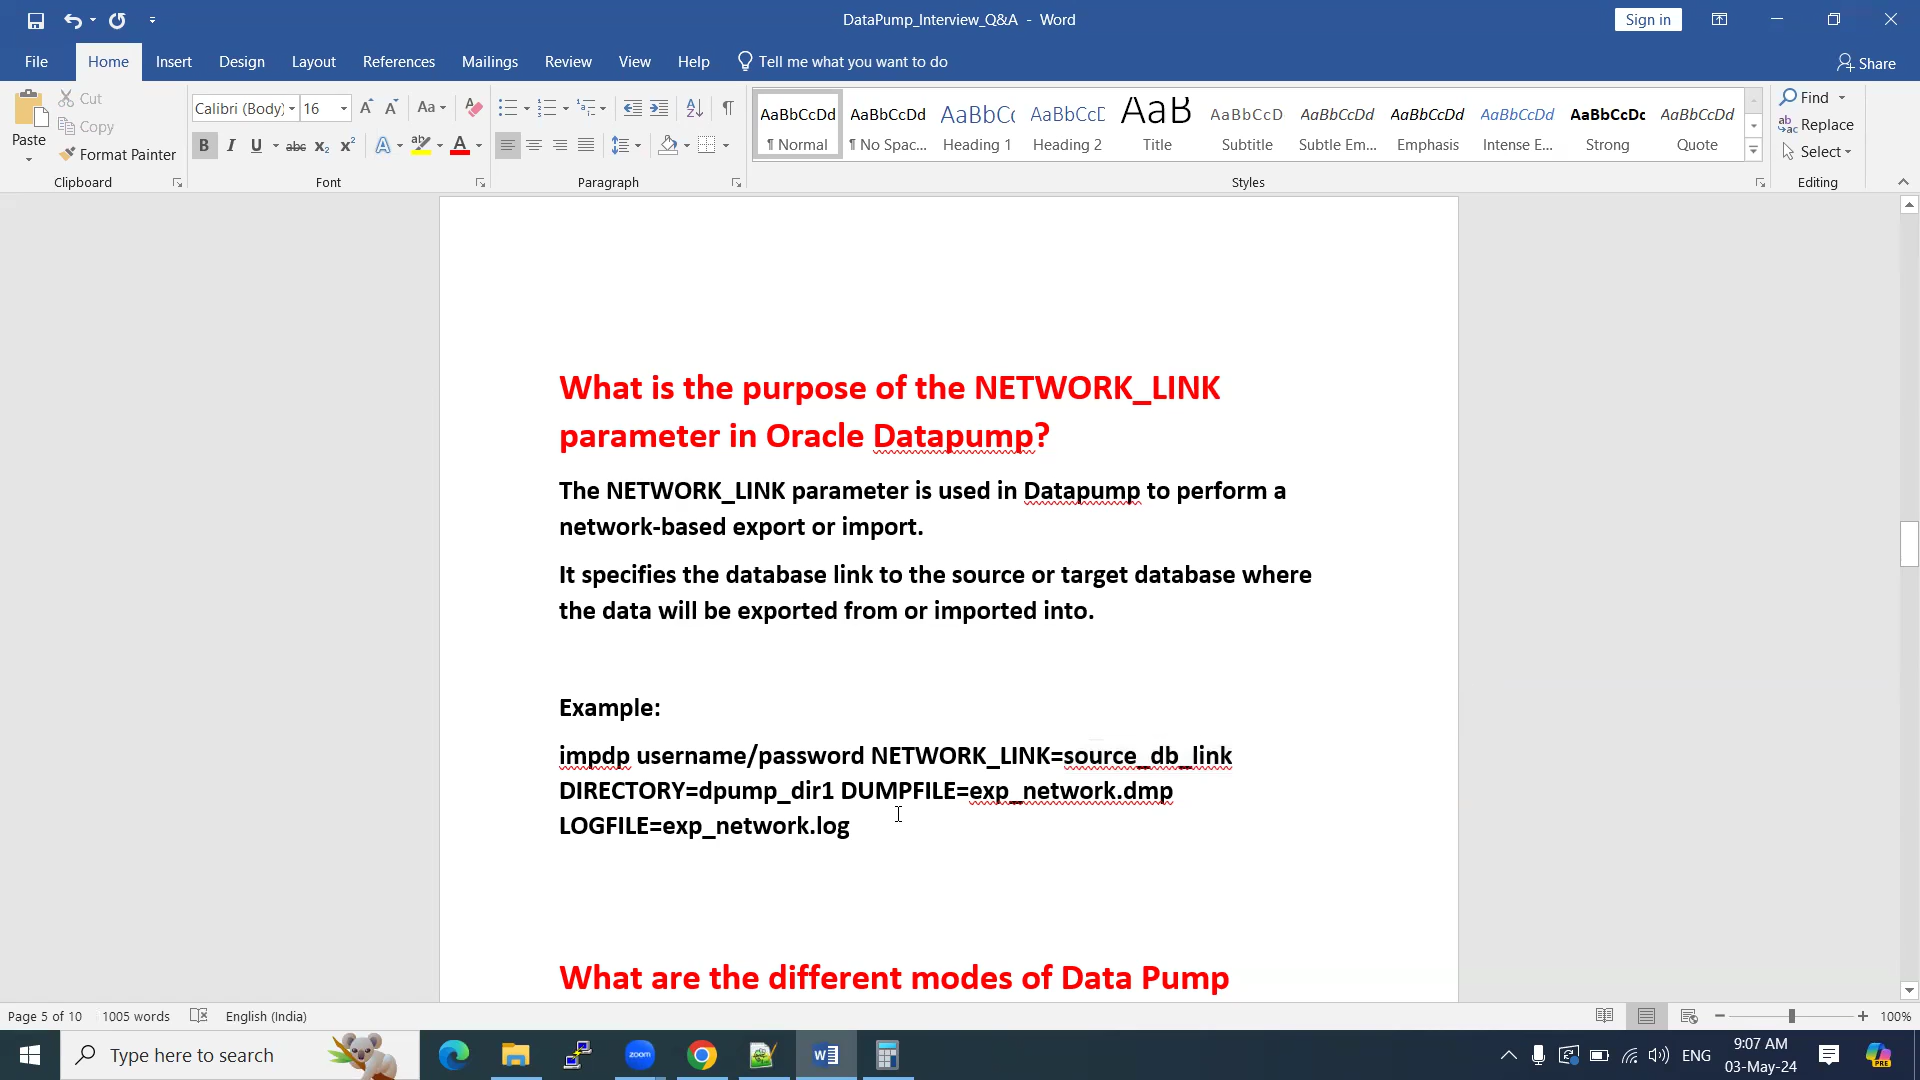 DataPump_Interview_Q&A - Word
Sign in
File Home Insert Design Layout References Mailings Review View Help Tell me what you want to do
Share
Paste
Cut
Copy
Format Painter
Clipboard
Calibri (Body) 16
Font
Paragraph
AaBbCcDd AaBbCcDd AaBbCc AaBbCcD AaB AaBbCcD AaBbCcDd AaBbCcDd AaBbCcDd AaBbCcDc AaBbCcDd
¶ Normal ¶ No Spac... Heading 1 Heading 2 Title Subtitle Subtle Em... Emphasis Intense E... Strong Quote
Styles
Find
Replace
Select
Editing
What is the purpose of the NETWORK_LINK
parameter in Oracle Datapump?
The NETWORK_LINK parameter is used in Datapump to perform a
network-based export or import.
It specifies the database link to the source or target database where
the data will be exported from or imported into.
Example:
impdp username/password NETWORK_LINK=source_db_link
DIRECTORY=dpump_dir1 DUMPFILE=exp_network.dmp
LOGFILE=exp_network.log
What are the different modes of Data Pump
Page 5 of 10 1005 words English (India) 100%
Type here to search
zoom
ENG
9:07 AM
03-May-24